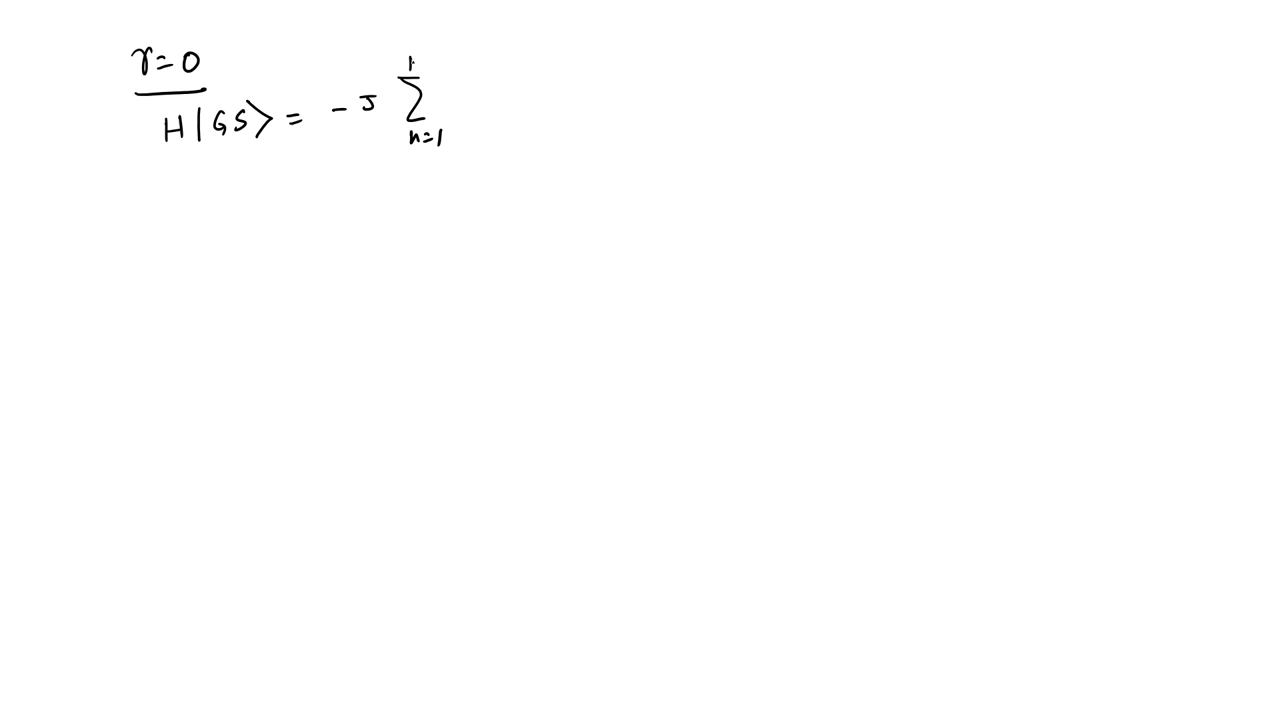 γ=0
H|GS⟩ = - J ∑_{n=1}